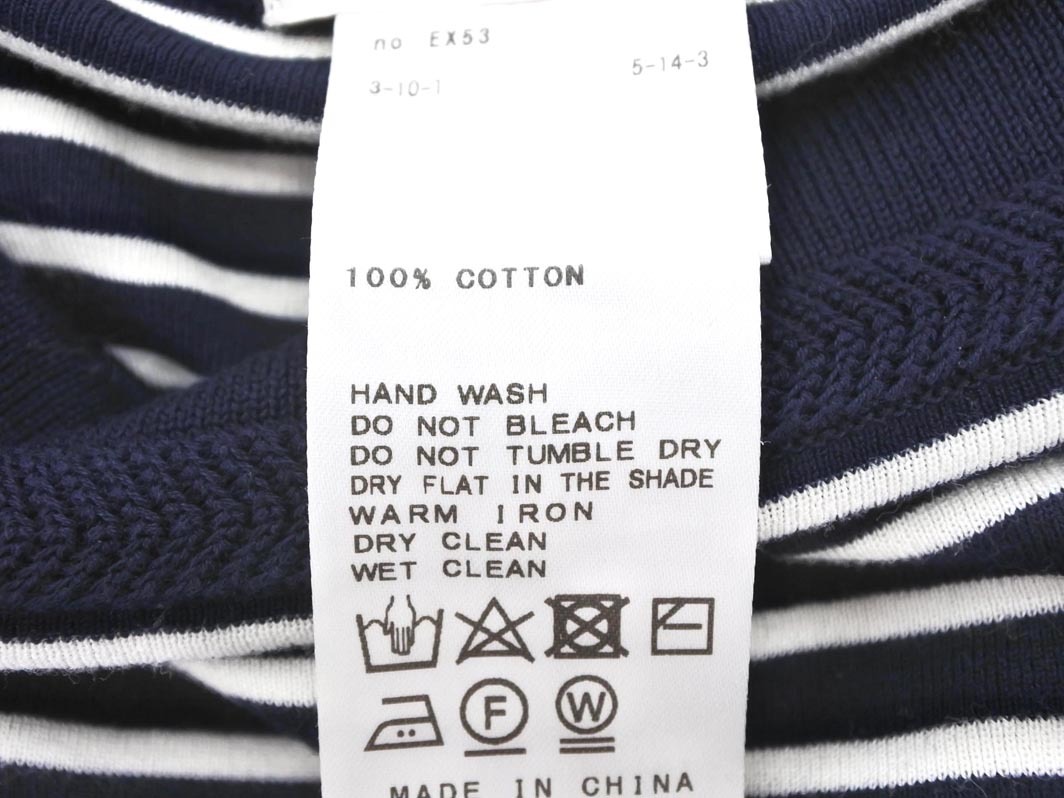 no EX53
5-14-3
3-10-1
100% COTTON
HAND WASH
DO NOT BLEACH
DO NOT TUMBLE DRY
DRY FLAT IN THE SHADE
WARM IRON
DRY CLEAN
WET CLEAN
F W
MADE IN CHINA